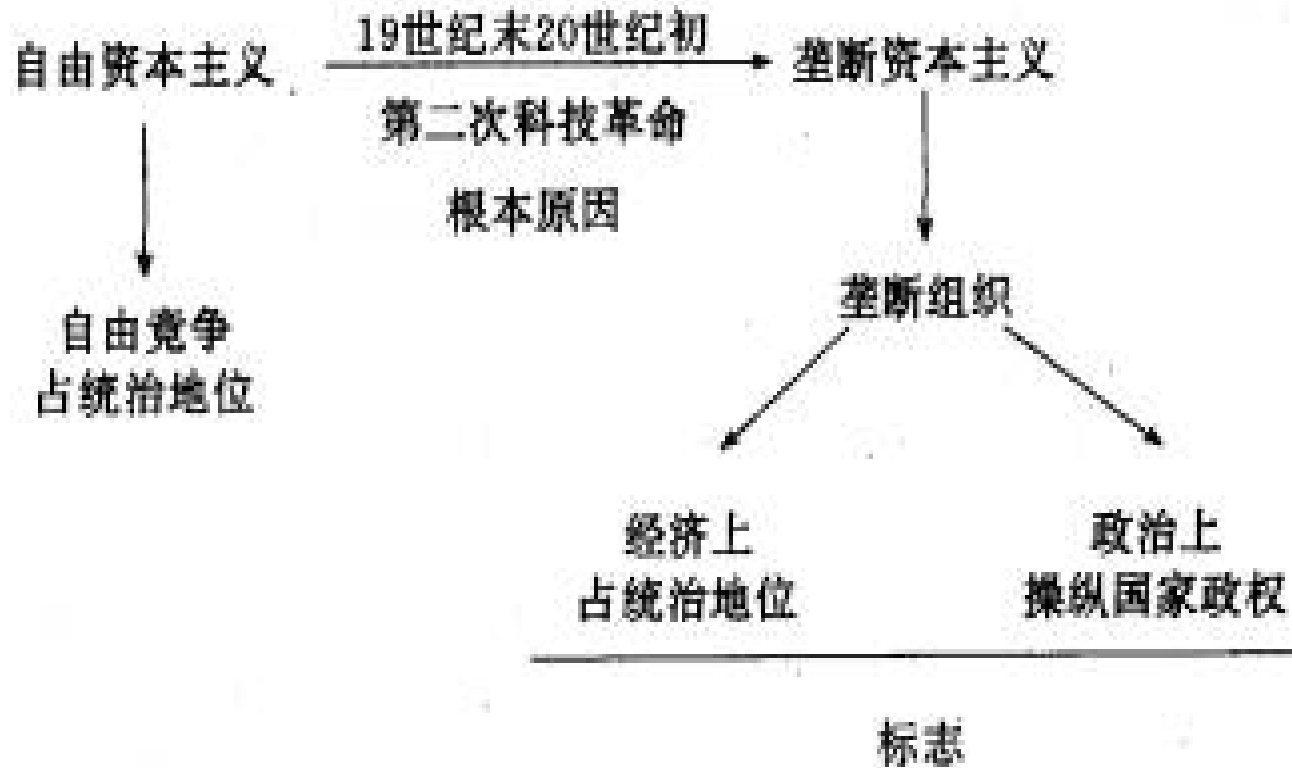 自由资本主义
19世纪末20世纪初
垄断资本主义
第二次科技革命
根本原因
自由竞争
占统治地位
垄断组织
经济上
占统治地位
政治上
操纵国家政权
标志